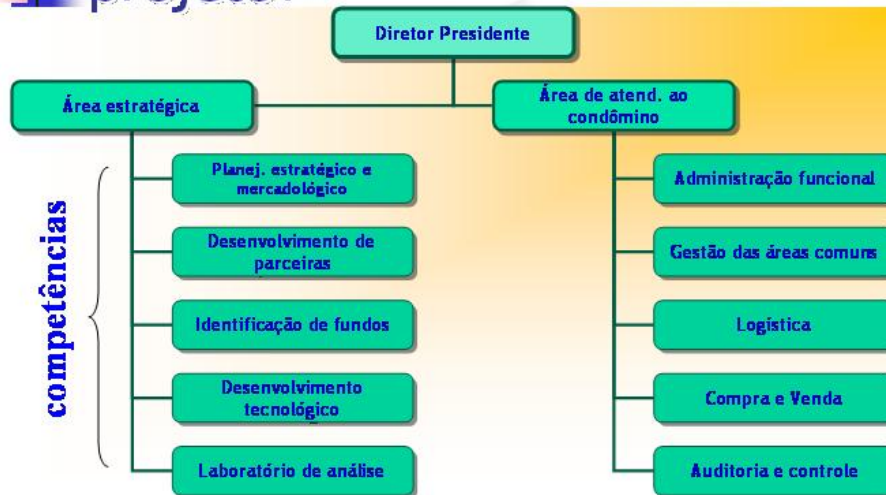 projeto.
Diretor Presidente
Área estratégica
Área de atend. ao
condômino
competências
Planej. estratégico e
mercadológico
Desenvolvimento de
parceiras
Identificação de fundos
Desenvolvimento
tecnológico
Laboratório de análise
Administração funcional
Gestão das áreas comuns
Logística
Compra e Venda
Auditoria e controle